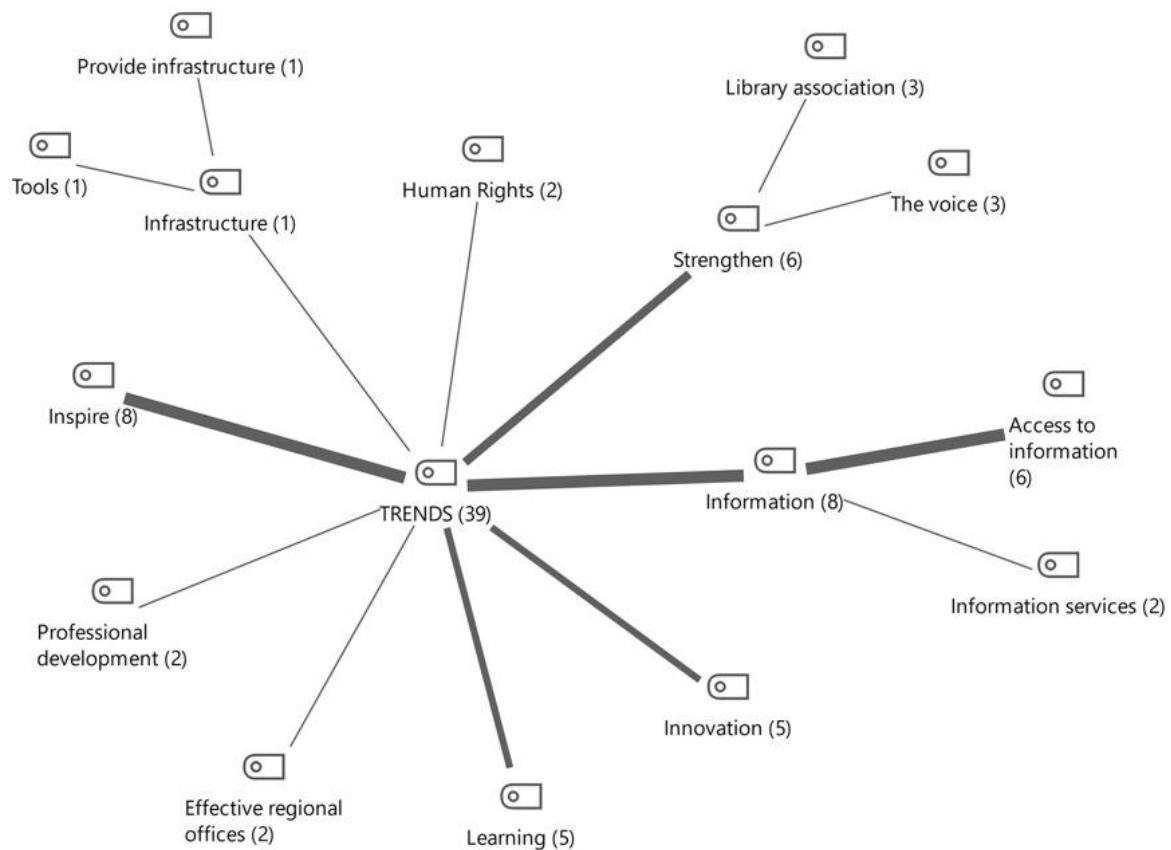 Provide infrastructure (1)
Library association (3)
Tools (1)
Human Rights (2)
The voice (3)
Infrastructure (1)
Strengthen (6)
Inspire (8)
Access to
information
(6)
Information (8)
TRENDS (39)
Information services (2)
Professional
development (2)
Innovation (5)
Effective regional
offices (2)
Learning (5)